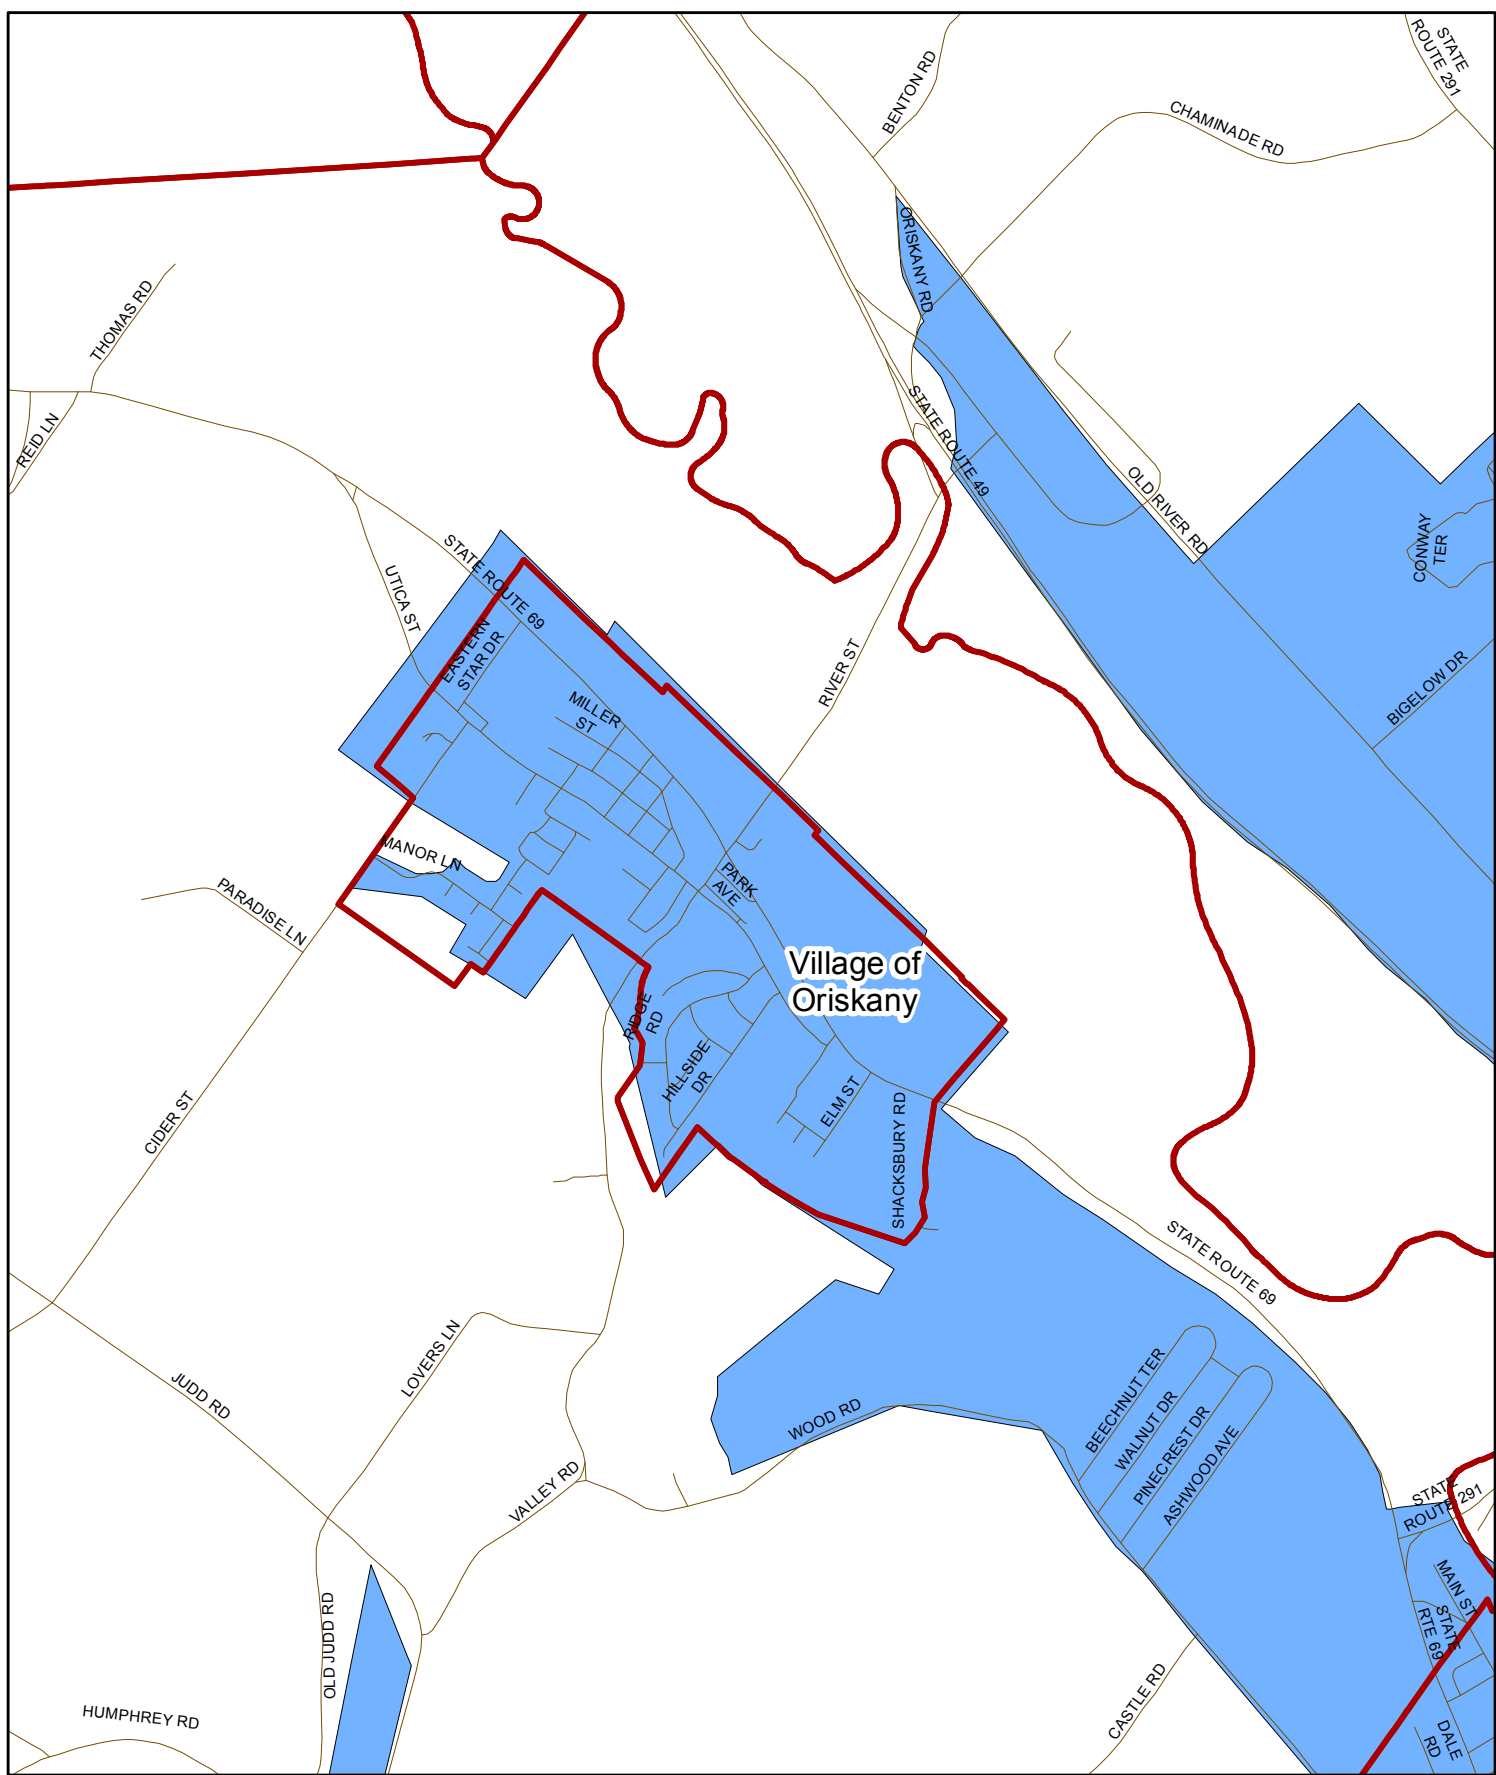 STATE
ROUTE 291
BENTON RD
CHAMINADE RD
ORISKANY RD
THOMAS RD
REID LN
STATE ROUTE 49
OLD RIVER RD
CONWAY
TER
STATE ROUTE 69
UTICA ST
EASTERN
STAR DR
RIVER ST
BIGELOW DR
MILLER
ST
MANOR LN
PARADISE LN
PARK
AVE
Village of
Oriskany
RIDGE
RD
HILLSIDE
DR
ELM ST
SHACKSBURY RD
CIDER ST
STATE ROUTE 69
LOVERS LN
JUDD RD
WOOD RD
BEECHNUT TER
WALNUT DR
PINECREST DR
ASHWOOD AVE
VALLEY RD
STATE
ROUTE 291
MAIN ST
STATE
RTE 69
OLD JUDD RD
CASTLE RD
HUMPHREY RD
DALE
RD